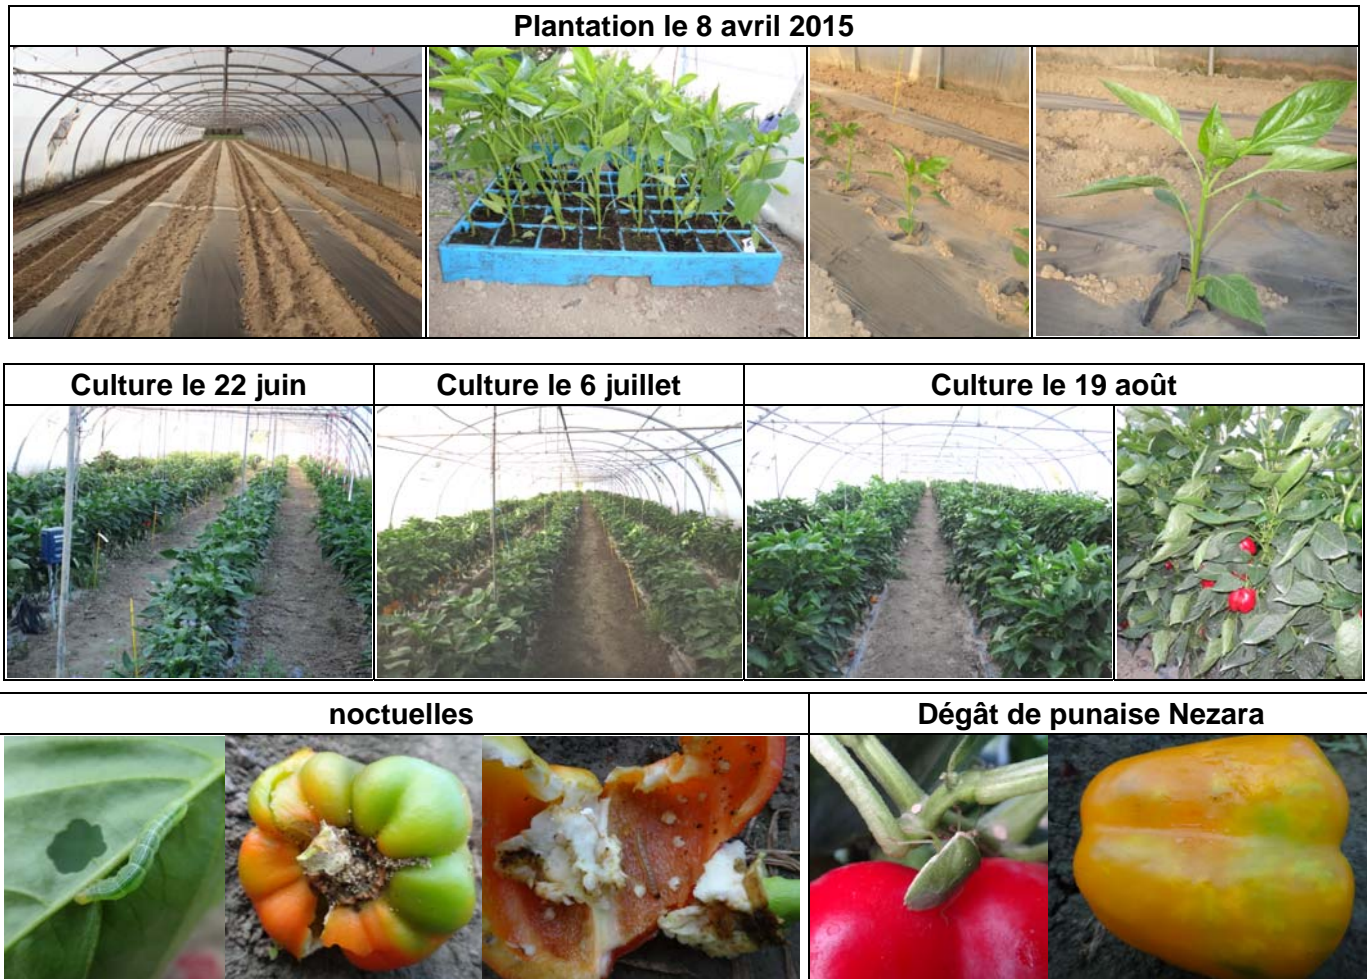 Plantation le 8 avril 2015
Culture le 22 juin
Culture le 6 juillet
Culture le 19 août
noctuelles
Dégât de punaise Nezara